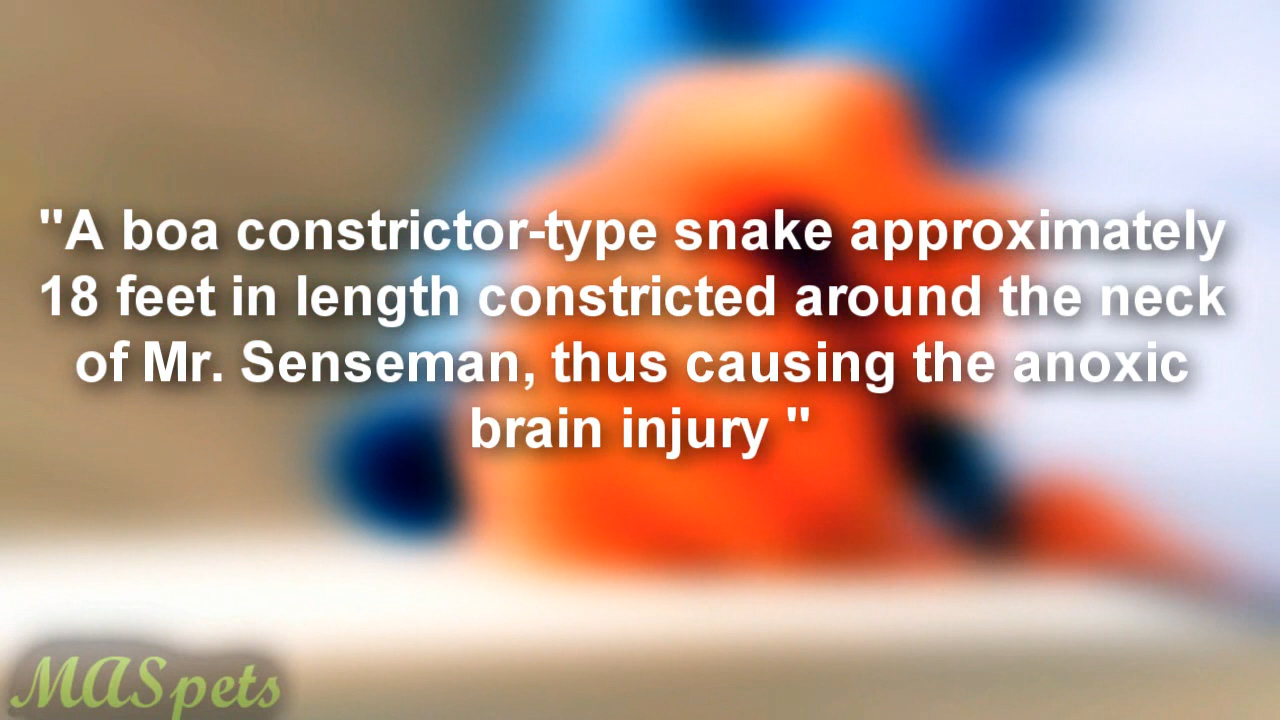 "A boa constrictor-type snake approximately
18 feet in length constricted around the neck
of Mr. Senseman, thus causing the anoxic
brain injury "
MASpets